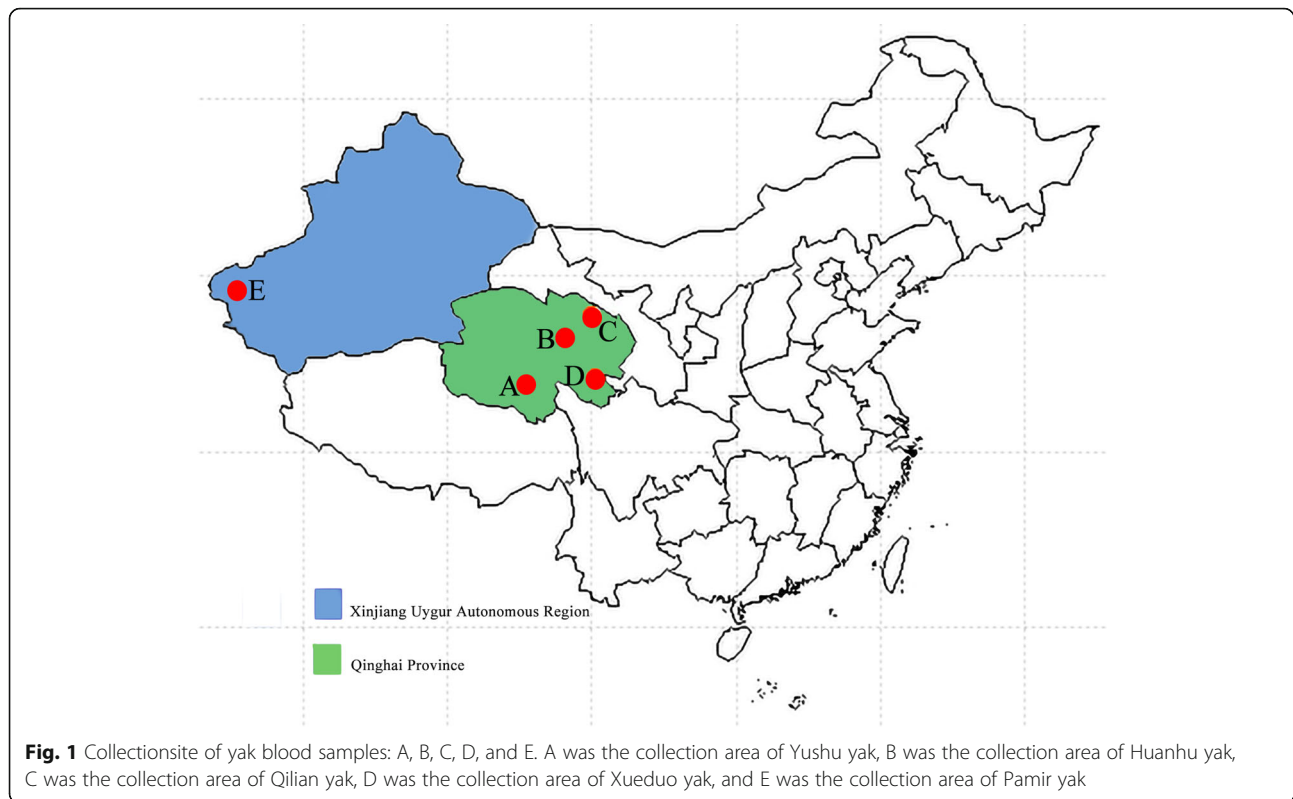 E
C
B
A
D
Xinjiang Uygur Autonomous Region
Qinghai Province
Fig. 1 Collectionsite of yak blood samples: A, B, C, D, and E. A was the collection area of Yushu yak, B was the collection area of Huanhu yak,
C was the collection area of Qilian yak, D was the collection area of Xueduo yak, and E was the collection area of Pamir yak